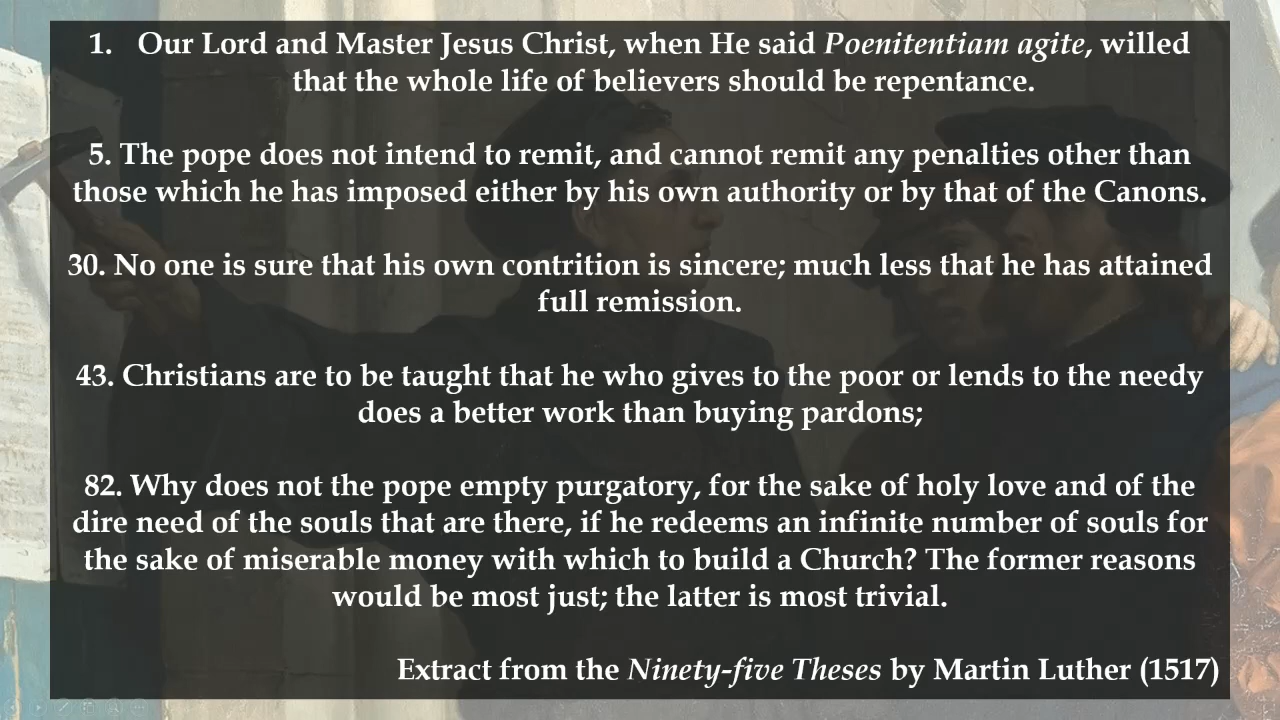 1. Our Lord and Master Jesus Christ, when He said Poenitentiam agite, willed
that the whole life of believers should be repentance.
5. The pope does not intend to remit, and cannot remit any penalties other than
those which he has imposed either by his own authority or by that of the Canons.
30. No one is sure that his own contrition is sincere; much less that he has attained
full remission.
43. Christians are to be taught that he who gives to the poor or lends to the needy
does a better work than buying pardons;
82. Why does not the pope empty purgatory, for the sake of holy love and of the
dire need of the souls that are there, if he redeems an infinite number of souls for
the sake of miserable money with which to build a Church? The former reasons
would be most just; the latter is most trivial.
Extract from the Ninety-five Theses by Martin Luther (1517)